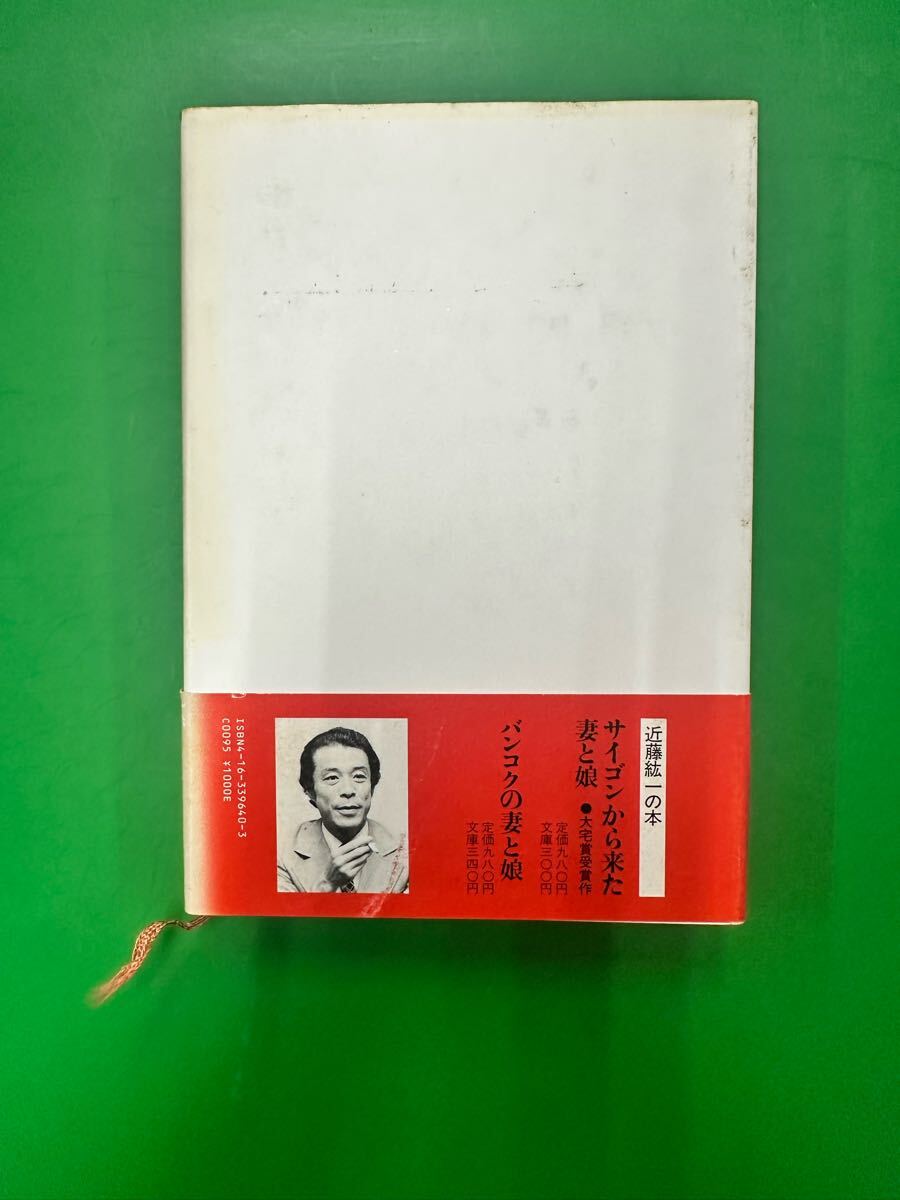 近藤紘一の本
サイゴンから来た
妻と娘 ●大宅賞受賞作
定価九八〇円
文庫三〇〇円
バンコクの妻と娘
定価九八〇円
文庫三四〇円
ISBN4-16-339640-3
C0095 ¥1000E